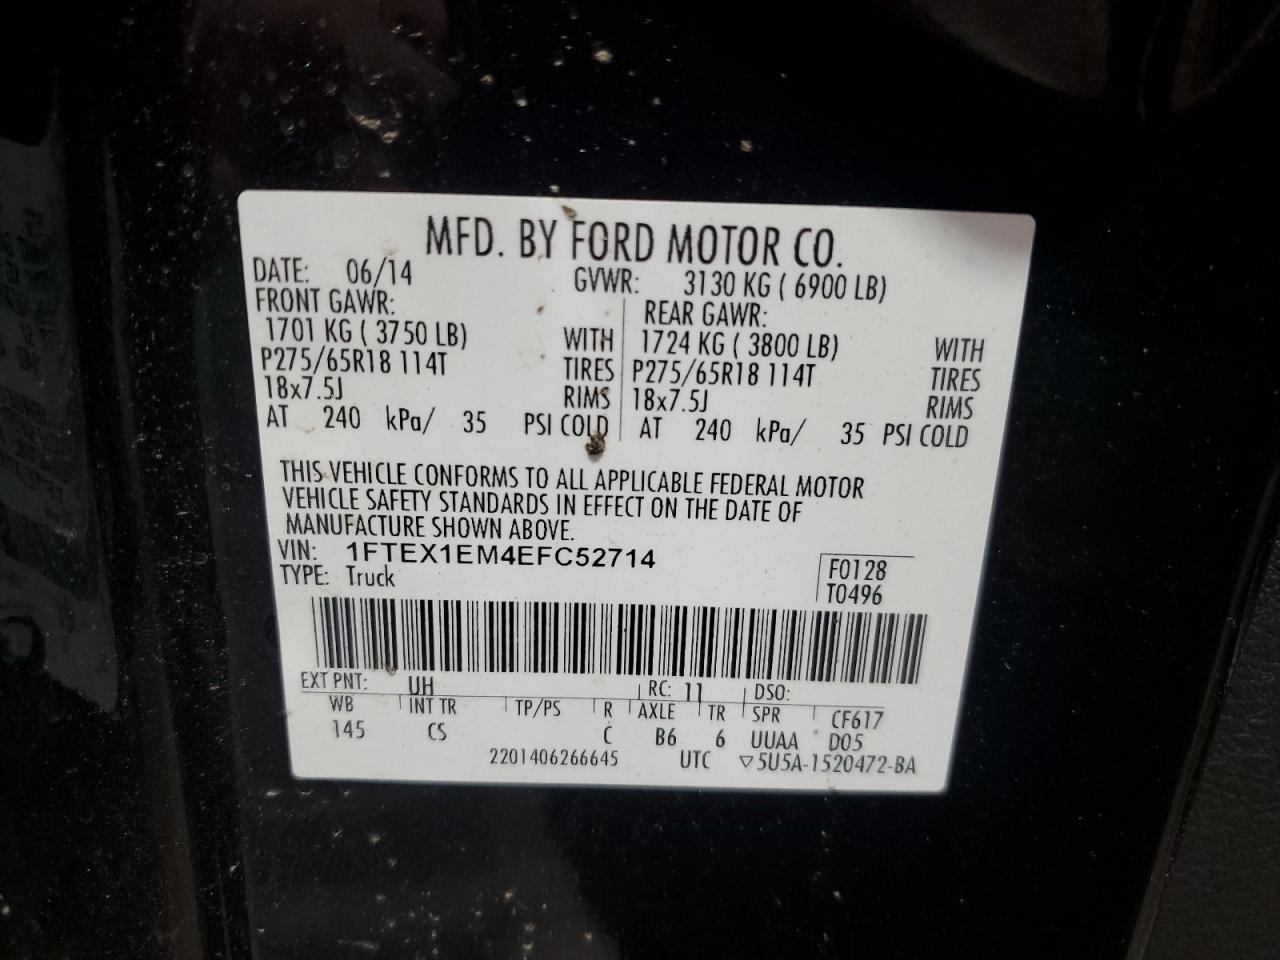 MFD. BY FORD MOTOR CO.
DATE: 06/14 GVWR: 3130 KG ( 6900 LB)
FRONT GAWR: REAR GAWR:
1701 KG ( 3750 LB) WITH 1724 KG ( 3800 LB) WITH
P275/65R18 114T TIRES P275/65R18 114T TIRES
18x7.5J RIMS 18x7.5J RIMS
AT 240 kPa/ 35 PSI COLD AT 240 kPa/ 35 PSI COLD
THIS VEHICLE CONFORMS TO ALL APPLICABLE FEDERAL MOTOR
VEHICLE SAFETY STANDARDS IN EFFECT ON THE DATE OF
MANUFACTURE SHOWN ABOVE.
VIN: 1FTEX1EM4EFC52714
TYPE: Truck
F0128
T0496
EXT PNT: UH RC: 11 DSO:
WB INT TR TP/PS R AXLE TR SPR CF617
145 CS C B6 6 UUAA D05
2201406266645 UTC ▽5U5A-1520472-BA